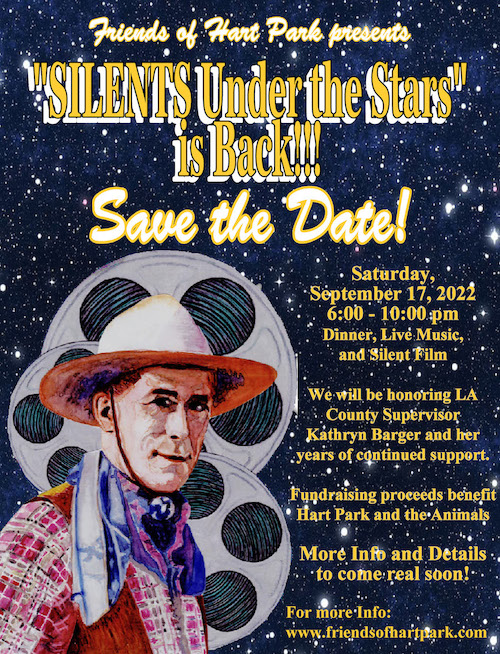 Friends of Hart Park presents
"SILENTS Under the Stars"
is Back!!!
Save the Date!
Saturday,
September 17, 2022
6:00 - 10:00 pm
Dinner, Live Music,
and Silent Film
We will be honoring LA
County Supervisor
Kathryn Barger and her
years of continued support.
Fundraising proceeds benefit
Hart Park and the Animals
More Info and Details
to come real soon!
For more Info:
www.friendsofhartpark.com